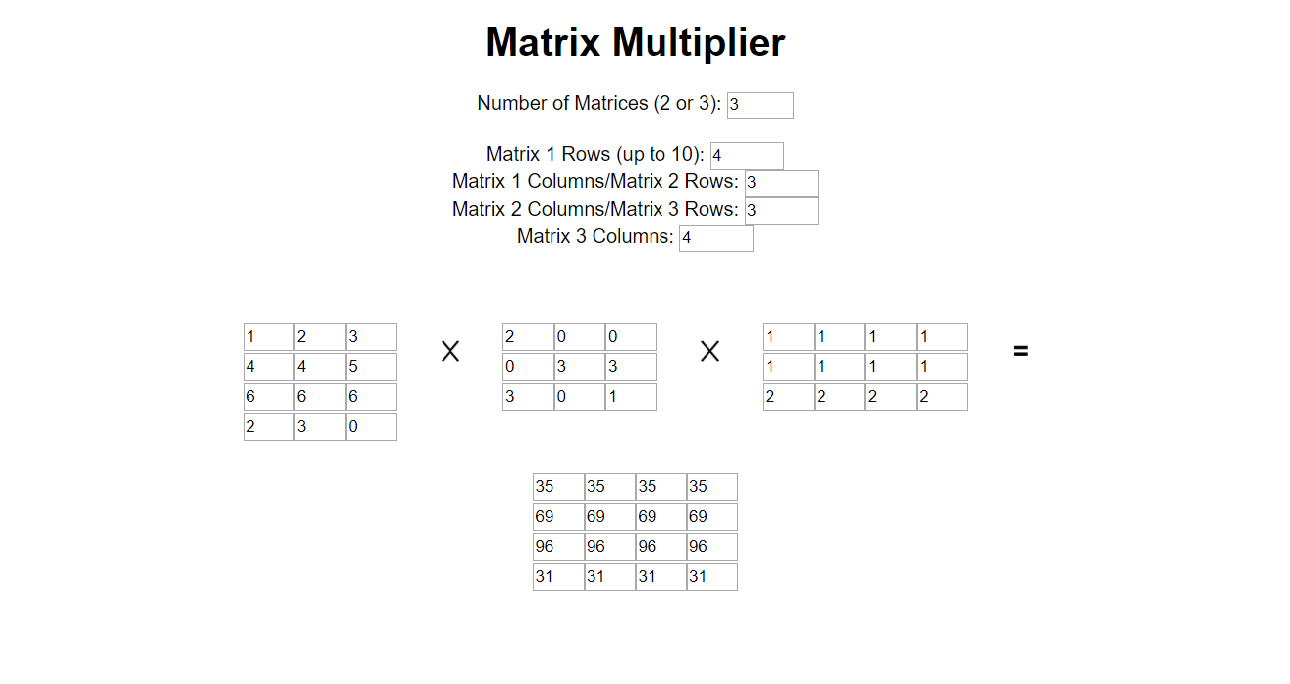 Matrix Multiplier
Number of Matrices (2 or 3): 3
Matrix 1 Rows (up to 10): 4
Matrix 1 Columns/Matrix 2 Rows: 3
Matrix 2 Columns/Matrix 3 Rows: 3
Matrix 3 Columns: 4
1 2 3 X 2 0 0 X 1 1 1 1 =
4 4 5 0 3 3 1 1 1 1
6 6 6 3 0 1 2 2 2 2
2 3 0
35 35 35 35
69 69 69 69
96 96 96 96
31 31 31 31